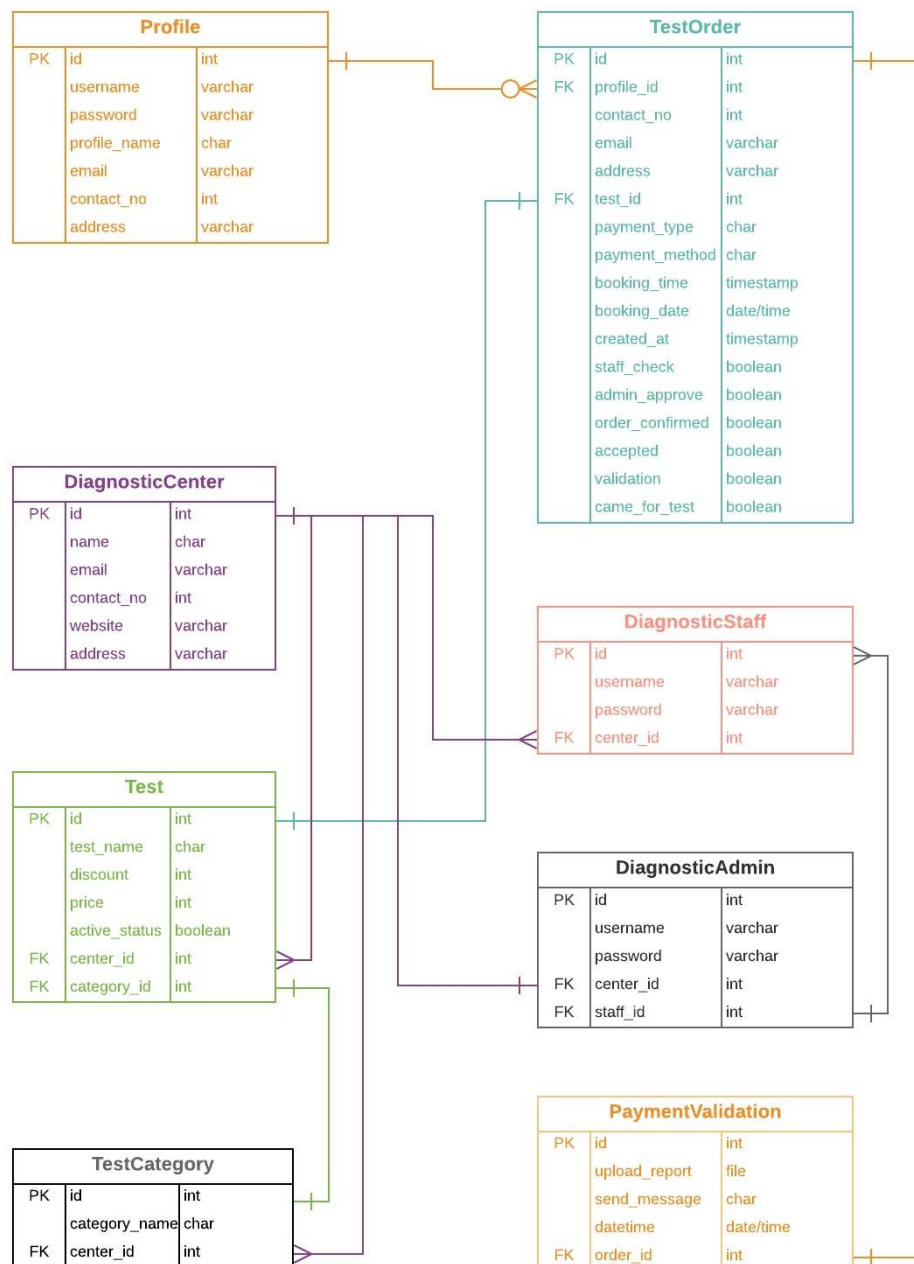 Profile
PK id int
username varchar
password varchar
profile_name char
email varchar
contact_no int
address varchar
TestOrder
PK id int
FK profile_id int
contact_no int
email varchar
address varchar
FK test_id int
payment_type char
payment_method char
booking_time timestamp
booking_date date/time
created_at timestamp
staff_check boolean
admin_approve boolean
order_confirmed boolean
accepted boolean
validation boolean
came_for_test boolean
DiagnosticCenter
PK id int
name char
email varchar
contact_no int
website varchar
address varchar
DiagnosticStaff
PK id int
username varchar
password varchar
FK center_id int
Test
PK id int
test_name char
discount int
price int
active_status boolean
FK center_id int
FK category_id int
DiagnosticAdmin
PK id int
username varchar
password varchar
FK center_id int
FK staff_id int
TestCategory
PK id int
category_name char
FK center_id int
PaymentValidation
PK id int
upload_report file
send_message char
datetime date/time
FK order_id int